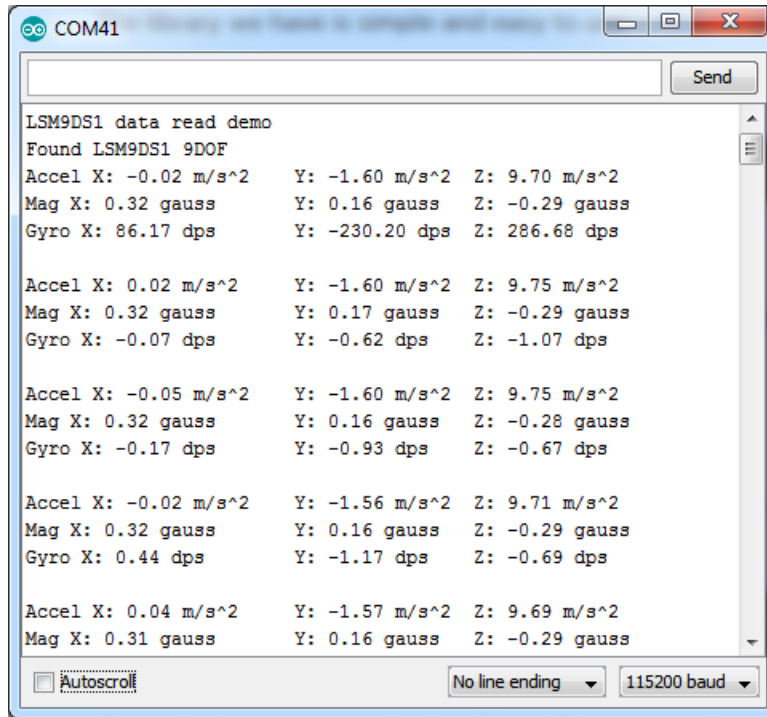 COM41
Send
LSM9DS1 data read demo
Found LSM9DS1 9DOF
Accel X: -0.02 m/s^2 Y: -1.60 m/s^2 Z: 9.70 m/s^2
Mag X: 0.32 gauss Y: 0.16 gauss Z: -0.29 gauss
Gyro X: 86.17 dps Y: -230.20 dps Z: 286.68 dps
Accel X: 0.02 m/s^2 Y: -1.60 m/s^2 Z: 9.75 m/s^2
Mag X: 0.32 gauss Y: 0.17 gauss Z: -0.29 gauss
Gyro X: -0.07 dps Y: -0.62 dps Z: -1.07 dps
Accel X: -0.05 m/s^2 Y: -1.60 m/s^2 Z: 9.75 m/s^2
Mag X: 0.32 gauss Y: 0.16 gauss Z: -0.28 gauss
Gyro X: -0.17 dps Y: -0.93 dps Z: -0.67 dps
Accel X: -0.02 m/s^2 Y: -1.56 m/s^2 Z: 9.71 m/s^2
Mag X: 0.32 gauss Y: 0.16 gauss Z: -0.29 gauss
Gyro X: 0.44 dps Y: -1.17 dps Z: -0.69 dps
Accel X: 0.04 m/s^2 Y: -1.57 m/s^2 Z: 9.69 m/s^2
Mag X: 0.31 gauss Y: 0.16 gauss Z: -0.29 gauss
Autoscroll No line ending 115200 baud